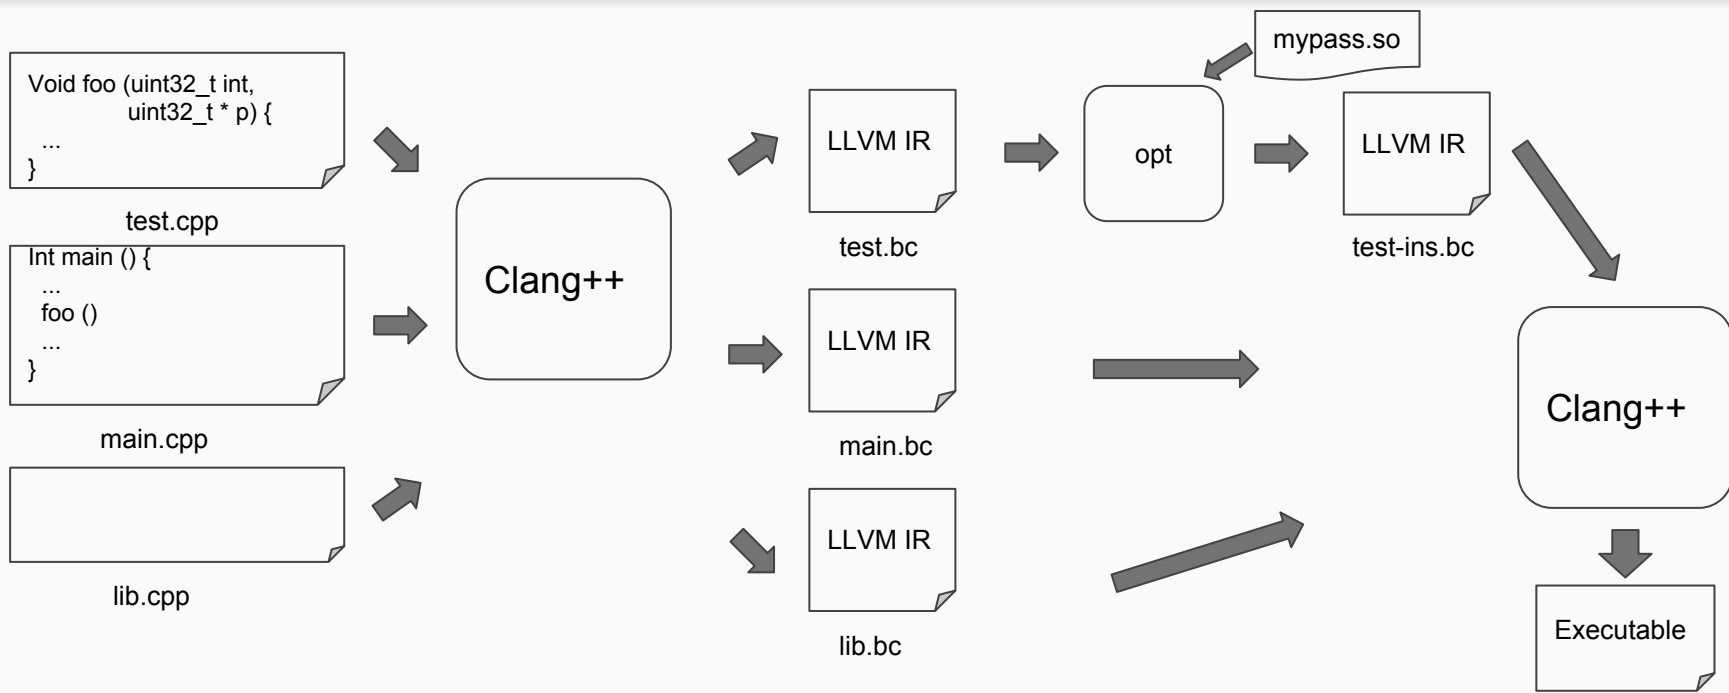 Void foo (uint32_t int,
uint32_t * p) {
...
}
test.cpp
Int main () {
...
foo ()
...
}
main.cpp
lib.cpp
Clang++
LLVM IR
test.bc
LLVM IR
main.bc
LLVM IR
lib.bc
mypass.so
opt
LLVM IR
test-ins.bc
Clang++
Executable